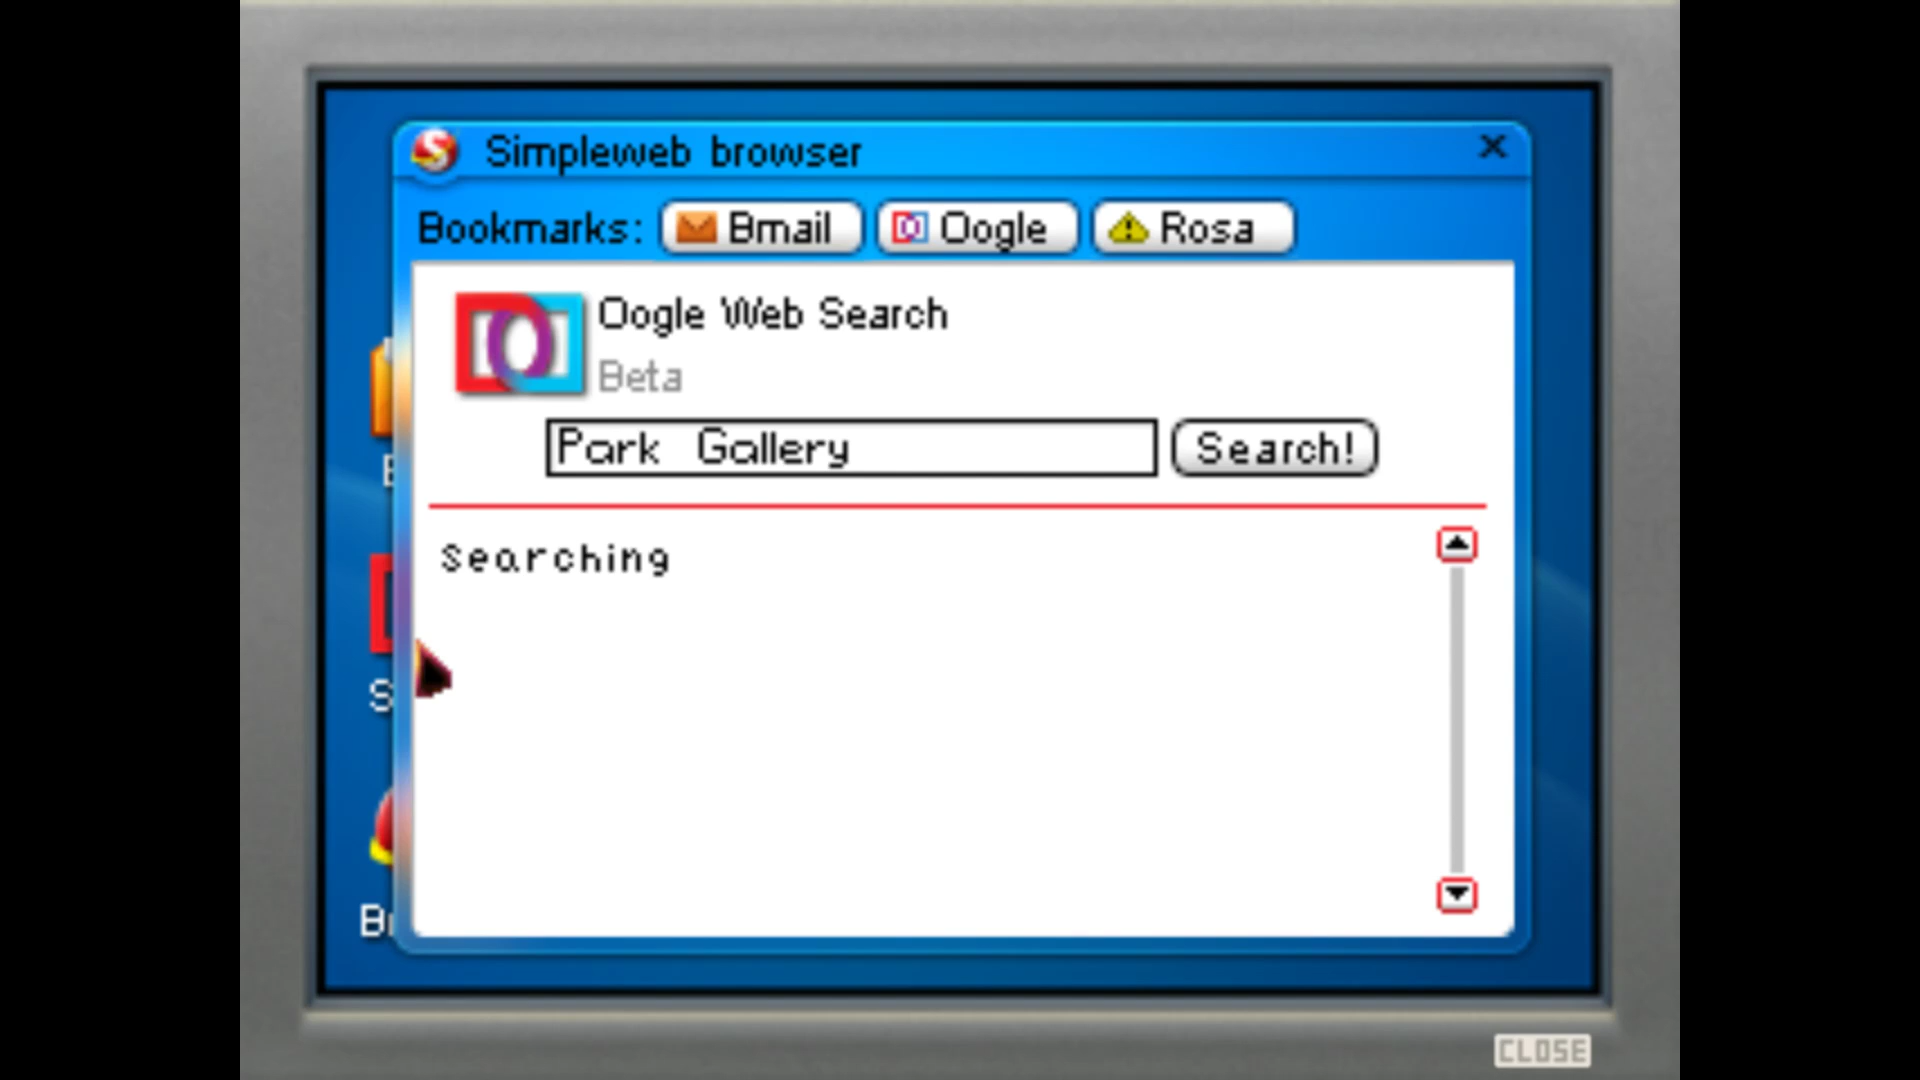 Simpleweb browser
Bookmarks: Bmail Oogle Rosa
Oogle Web Search
Beta
Park Gallery Search!
Searching
CLOSE